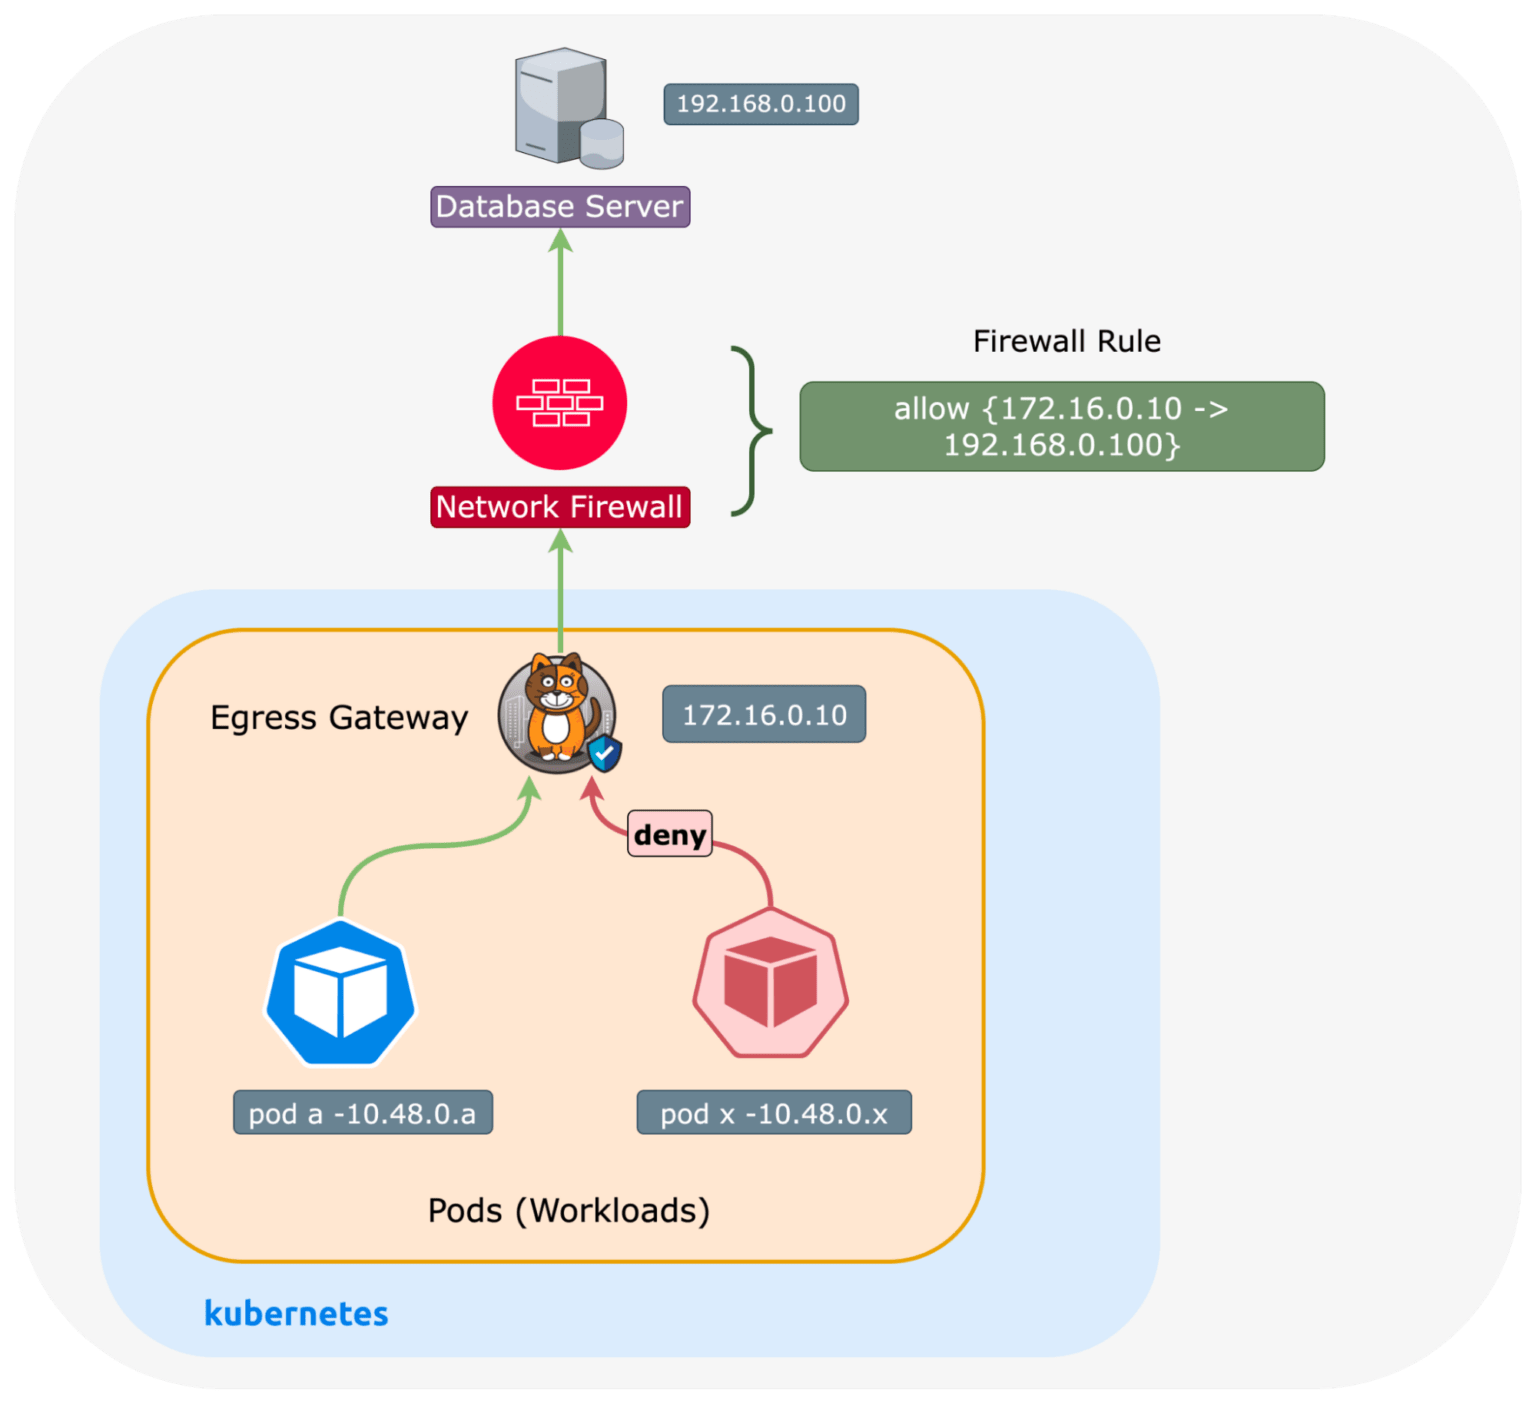 192.168.0.100
Database Server
Firewall Rule
allow {172.16.0.10 ->
192.168.0.100}
Network Firewall
Egress Gateway
172.16.0.10
deny
pod a -10.48.0.a
pod x -10.48.0.x
Pods (Workloads)
kubernetes